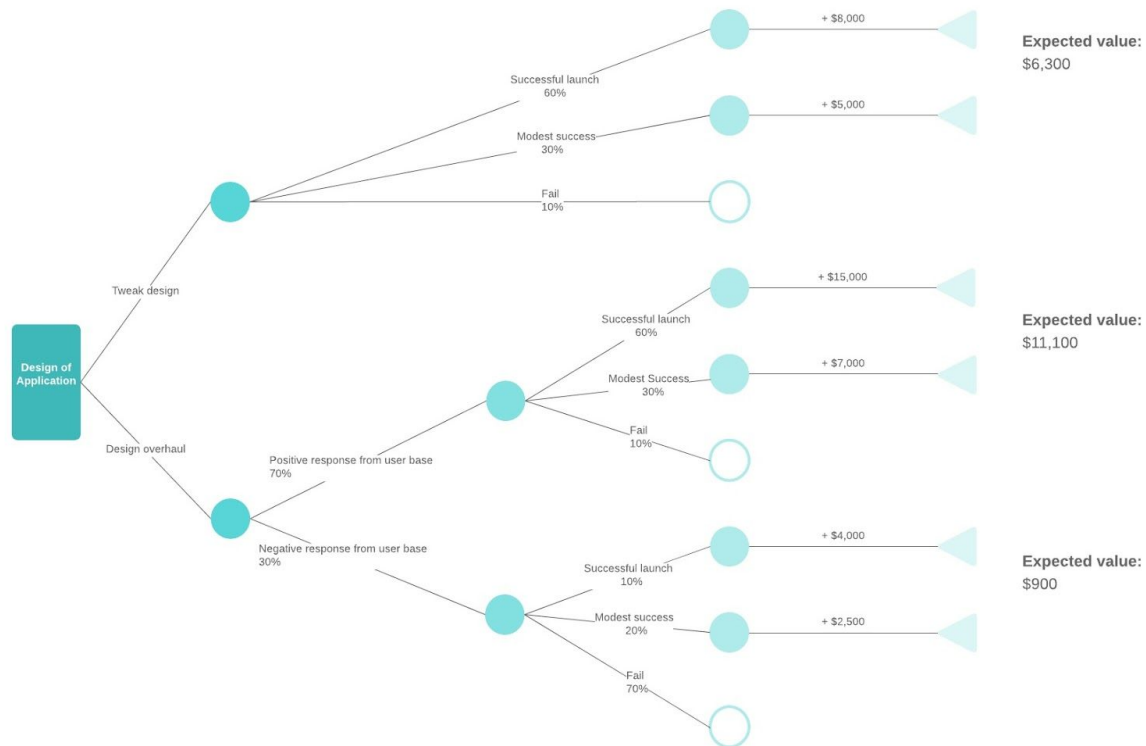 + $8,000
Expected value:
$6,300
Successful launch
60%
+ $5,000
Modest success
30%
Fail
10%
Tweak design
+ $15,000
Expected value:
$11,100
Successful launch
60%
+ $7,000
Modest Success
30%
Design of
Application
Fail
10%
Design overhaul
Positive response from user base
70%
+ $4,000
Expected value:
$900
Negative response from user base
30%
Successful launch
10%
Modest success
20%
+ $2,500
Fail
70%